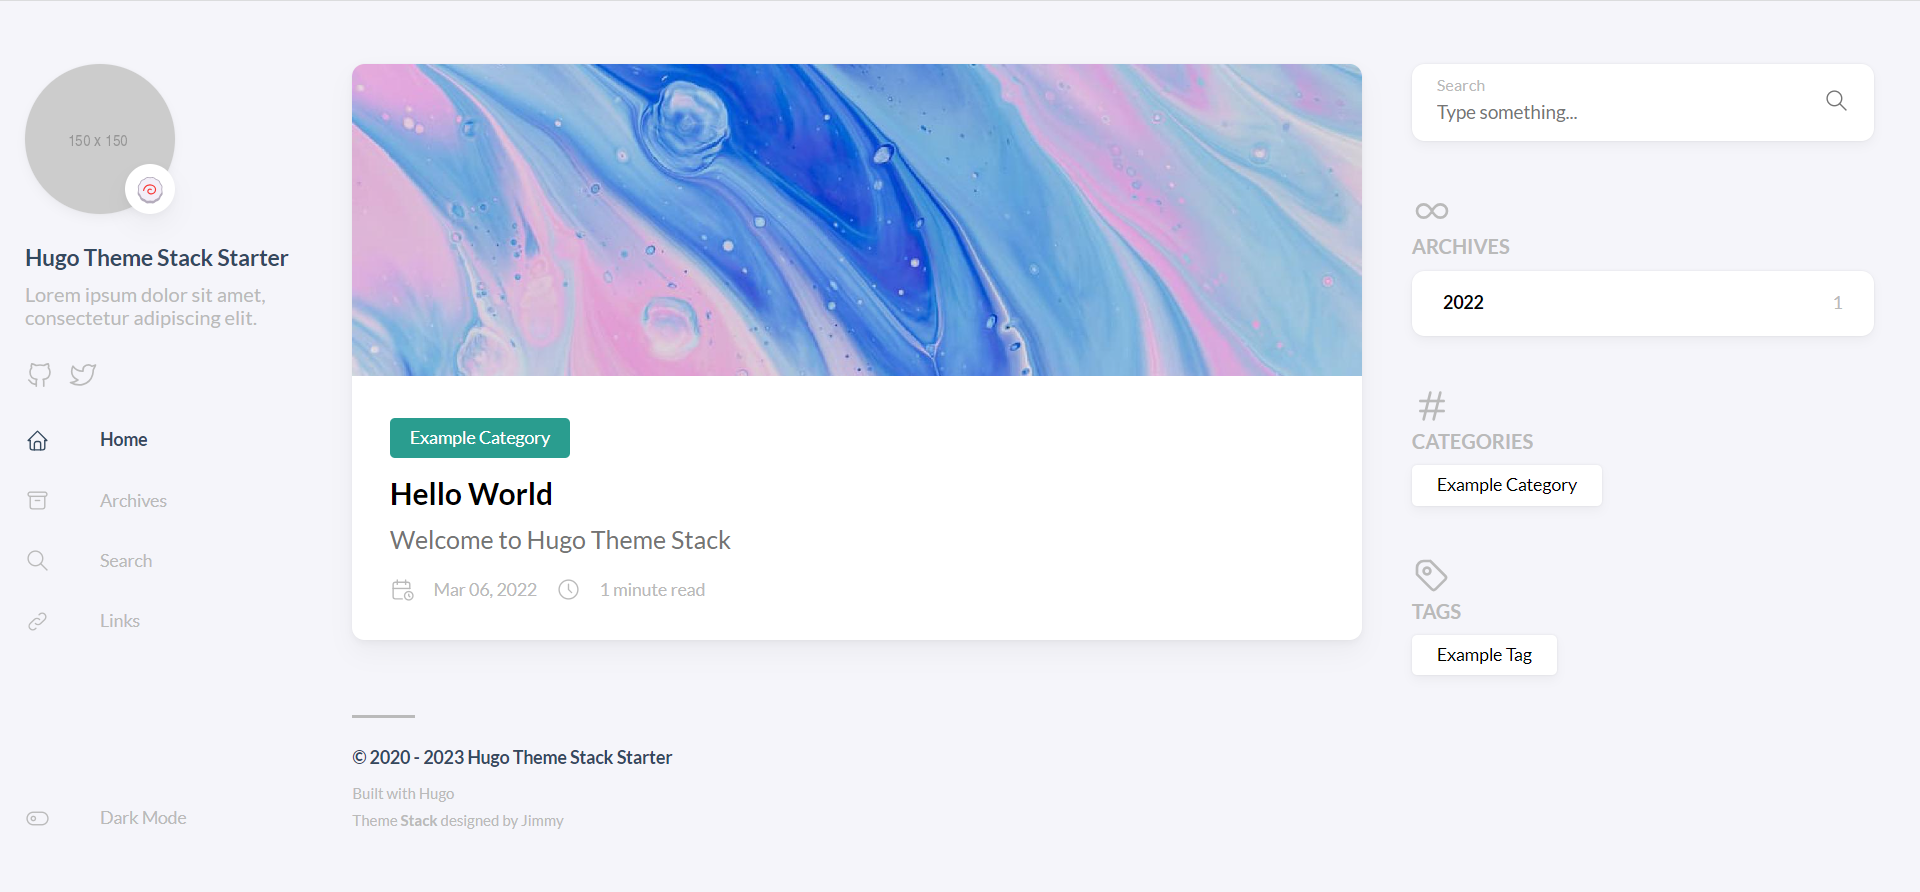 150 x 150
Hugo Theme Stack Starter
Lorem ipsum dolor sit amet,
consectetur adipiscing elit.
Home
Archives
Search
Links
Dark Mode
Example Category
Hello World
Welcome to Hugo Theme Stack
Mar 06, 2022 1 minute read
© 2020 - 2023 Hugo Theme Stack Starter
Built with Hugo
Theme Stack designed by Jimmy
Search
Type something...
ARCHIVES
2022 1
CATEGORIES
Example Category
TAGS
Example Tag